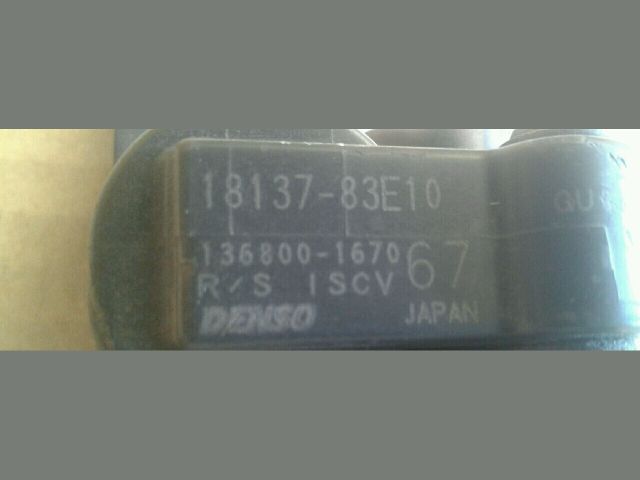 18137-83E10
136800-1670 67
R/S ISCV
DENSO JAPAN